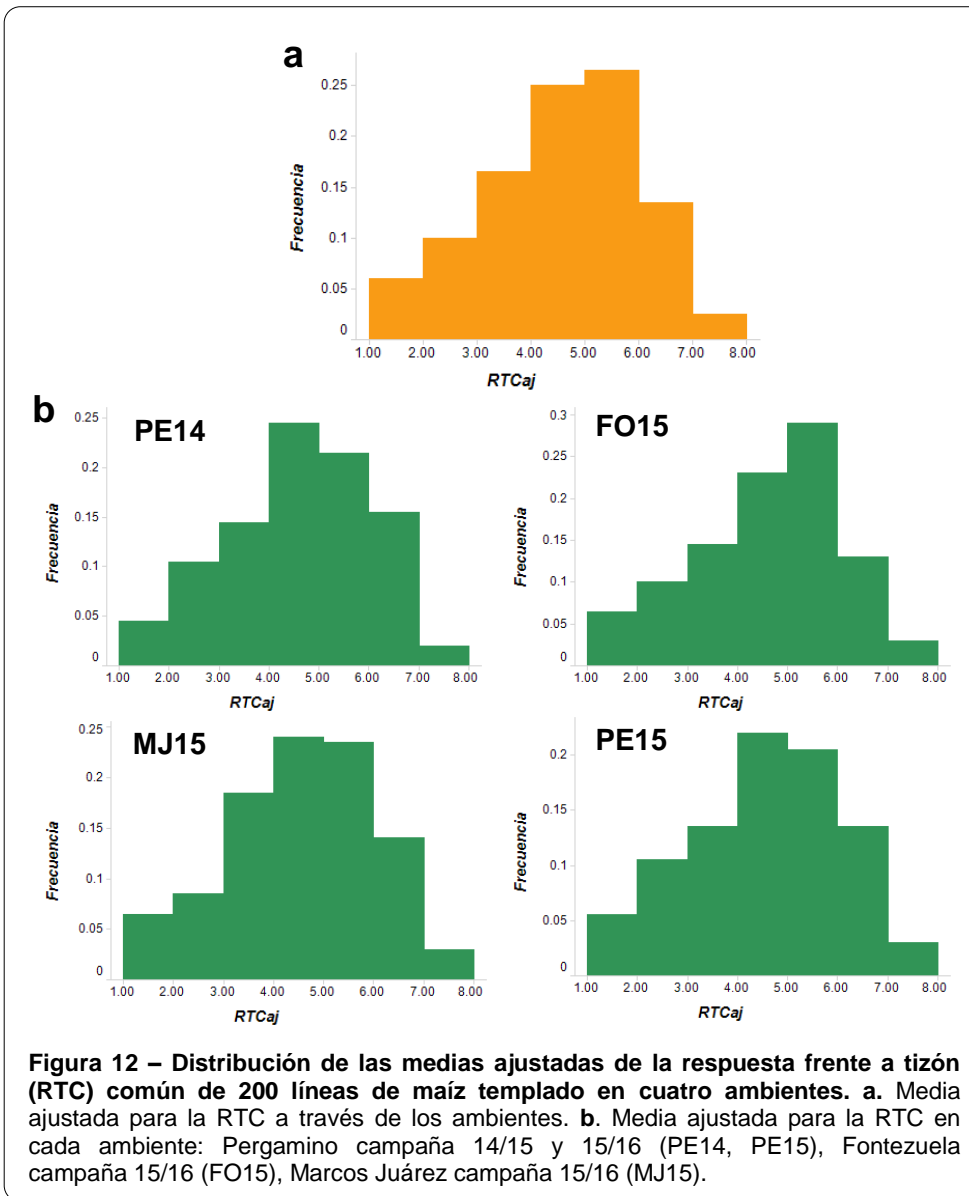 a
0.25
0.2
0.15
0.1
0.05
0
Frecuencia
1.00 2.00 3.00 4.00 5.00 6.00 7.00 8.00
RTCaj
b
PE14
0.25
0.2
0.15
0.1
0.05
0
Frecuencia
1.00 2.00 3.00 4.00 5.00 6.00 7.00 8.00
RTCaj
FO15
0.3
0.25
0.2
0.15
0.1
0.05
0
Frecuencia
1.00 2.00 3.00 4.00 5.00 6.00 7.00 8.00
RTCaj
MJ15
0.25
0.2
0.15
0.1
0.05
0
Frecuencia
1.00 2.00 3.00 4.00 5.00 6.00 7.00 8.00
RTCaj
PE15
0.2
0.15
0.1
0.05
0
Frecuencia
1.00 2.00 3.00 4.00 5.00 6.00 7.00 8.00
RTCaj
Figura 12 – Distribución de las medias ajustadas de la respuesta frente a tizón
(RTC) común de 200 líneas de maíz templado en cuatro ambientes. a. Media
ajustada para la RTC a través de los ambientes. b. Media ajustada para la RTC en
cada ambiente: Pergamino campaña 14/15 y 15/16 (PE14, PE15), Fontezuela
campaña 15/16 (FO15), Marcos Juárez campaña 15/16 (MJ15).